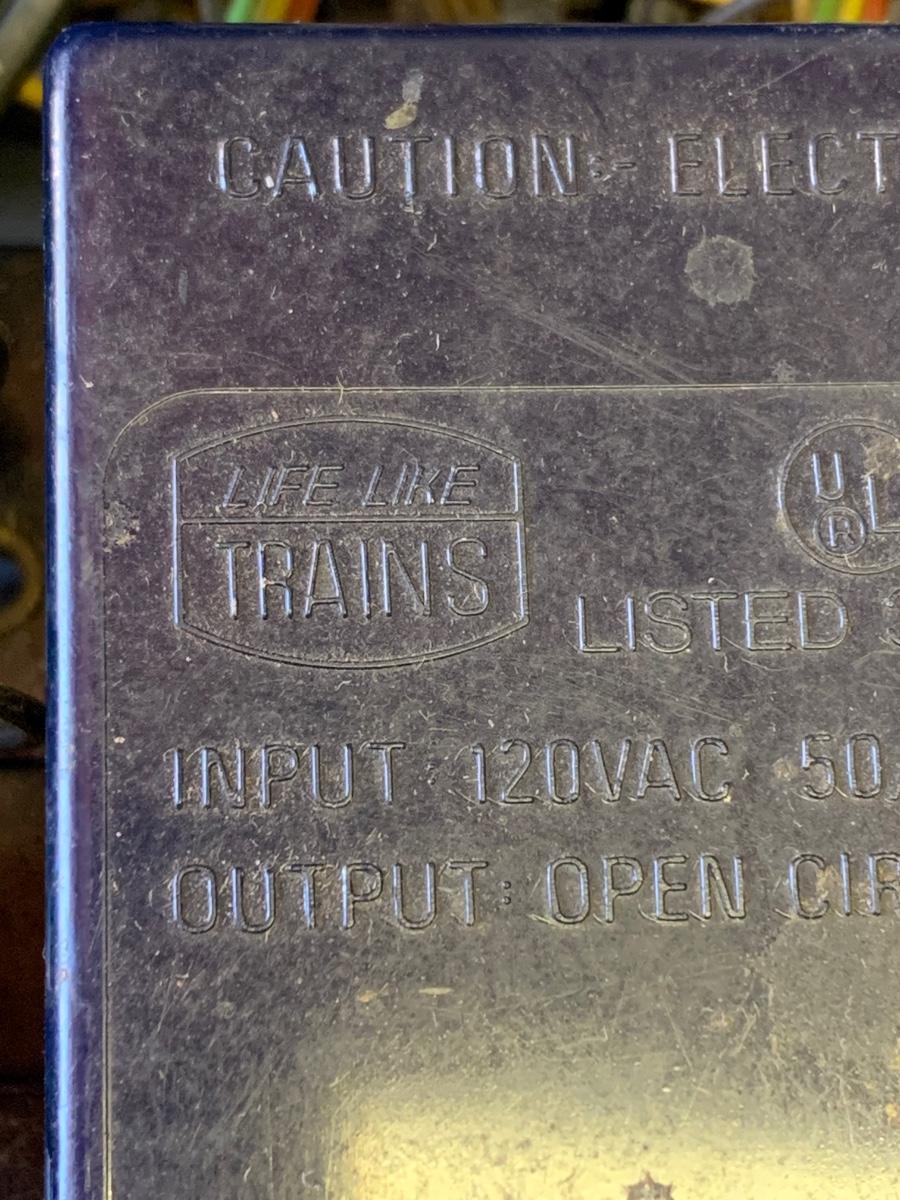 CAUTION:- ELECT
LIFE LIKE
TRAINS
U
R
L
LISTED
INPUT 120VAC 50
OUTPUT: OPEN CIR